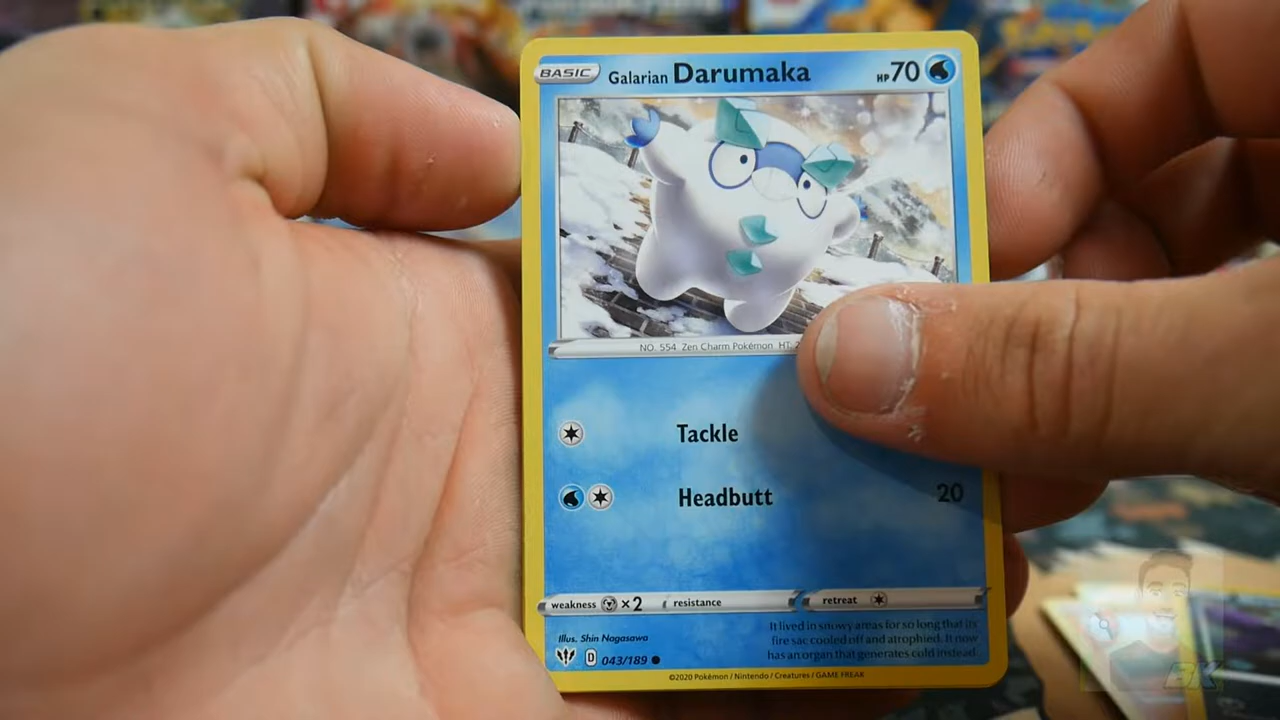 BASIC Galarian Darumaka HP 70
NO. 554 Zen Charm Pokémon HT:
Tackle
Headbutt 20
weakness ×2 resistance retreat
It lived in snowy areas for so long that its
fire sac cooled off and atrophied. It now
has an organ that generates cold instead.
Illus. Shin Nagasawa
D 043/189
©2020 Pokémon / Nintendo / Creatures / GAME FREAK
BK